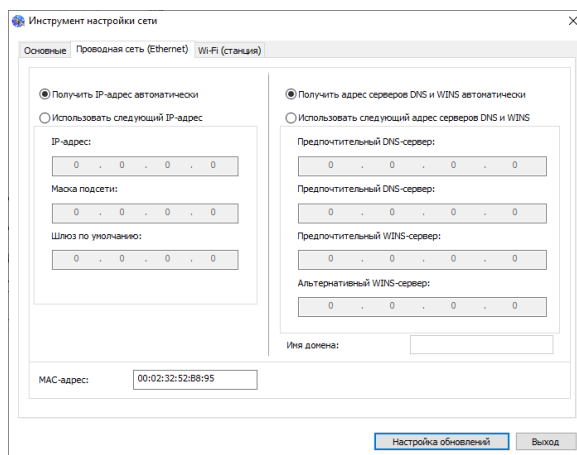 Инструмент настройки сети
Основные Проводная сеть (Ethernet) Wi-Fi (станция)
Получить IP-адрес автоматически
Использовать следующий IP-адрес
IP-адрес:
0 . 0 . 0 . 0
Маска подсети:
0 . 0 . 0 . 0
Шлюз по умолчанию:
0 . 0 . 0 . 0
Получить адрес серверов DNS и WINS автоматически
Использовать следующий адрес серверов DNS и WINS
Предпочтительный DNS-сервер:
0 . 0 . 0 . 0
Предпочтительный DNS-сервер:
0 . 0 . 0 . 0
Предпочтительный WINS-сервер:
0 . 0 . 0 . 0
Альтернативный WINS-сервер:
0 . 0 . 0 . 0
Имя домена:
MAC-адрес: 00:02:32:52:B8:95
Настройка обновлений Выход